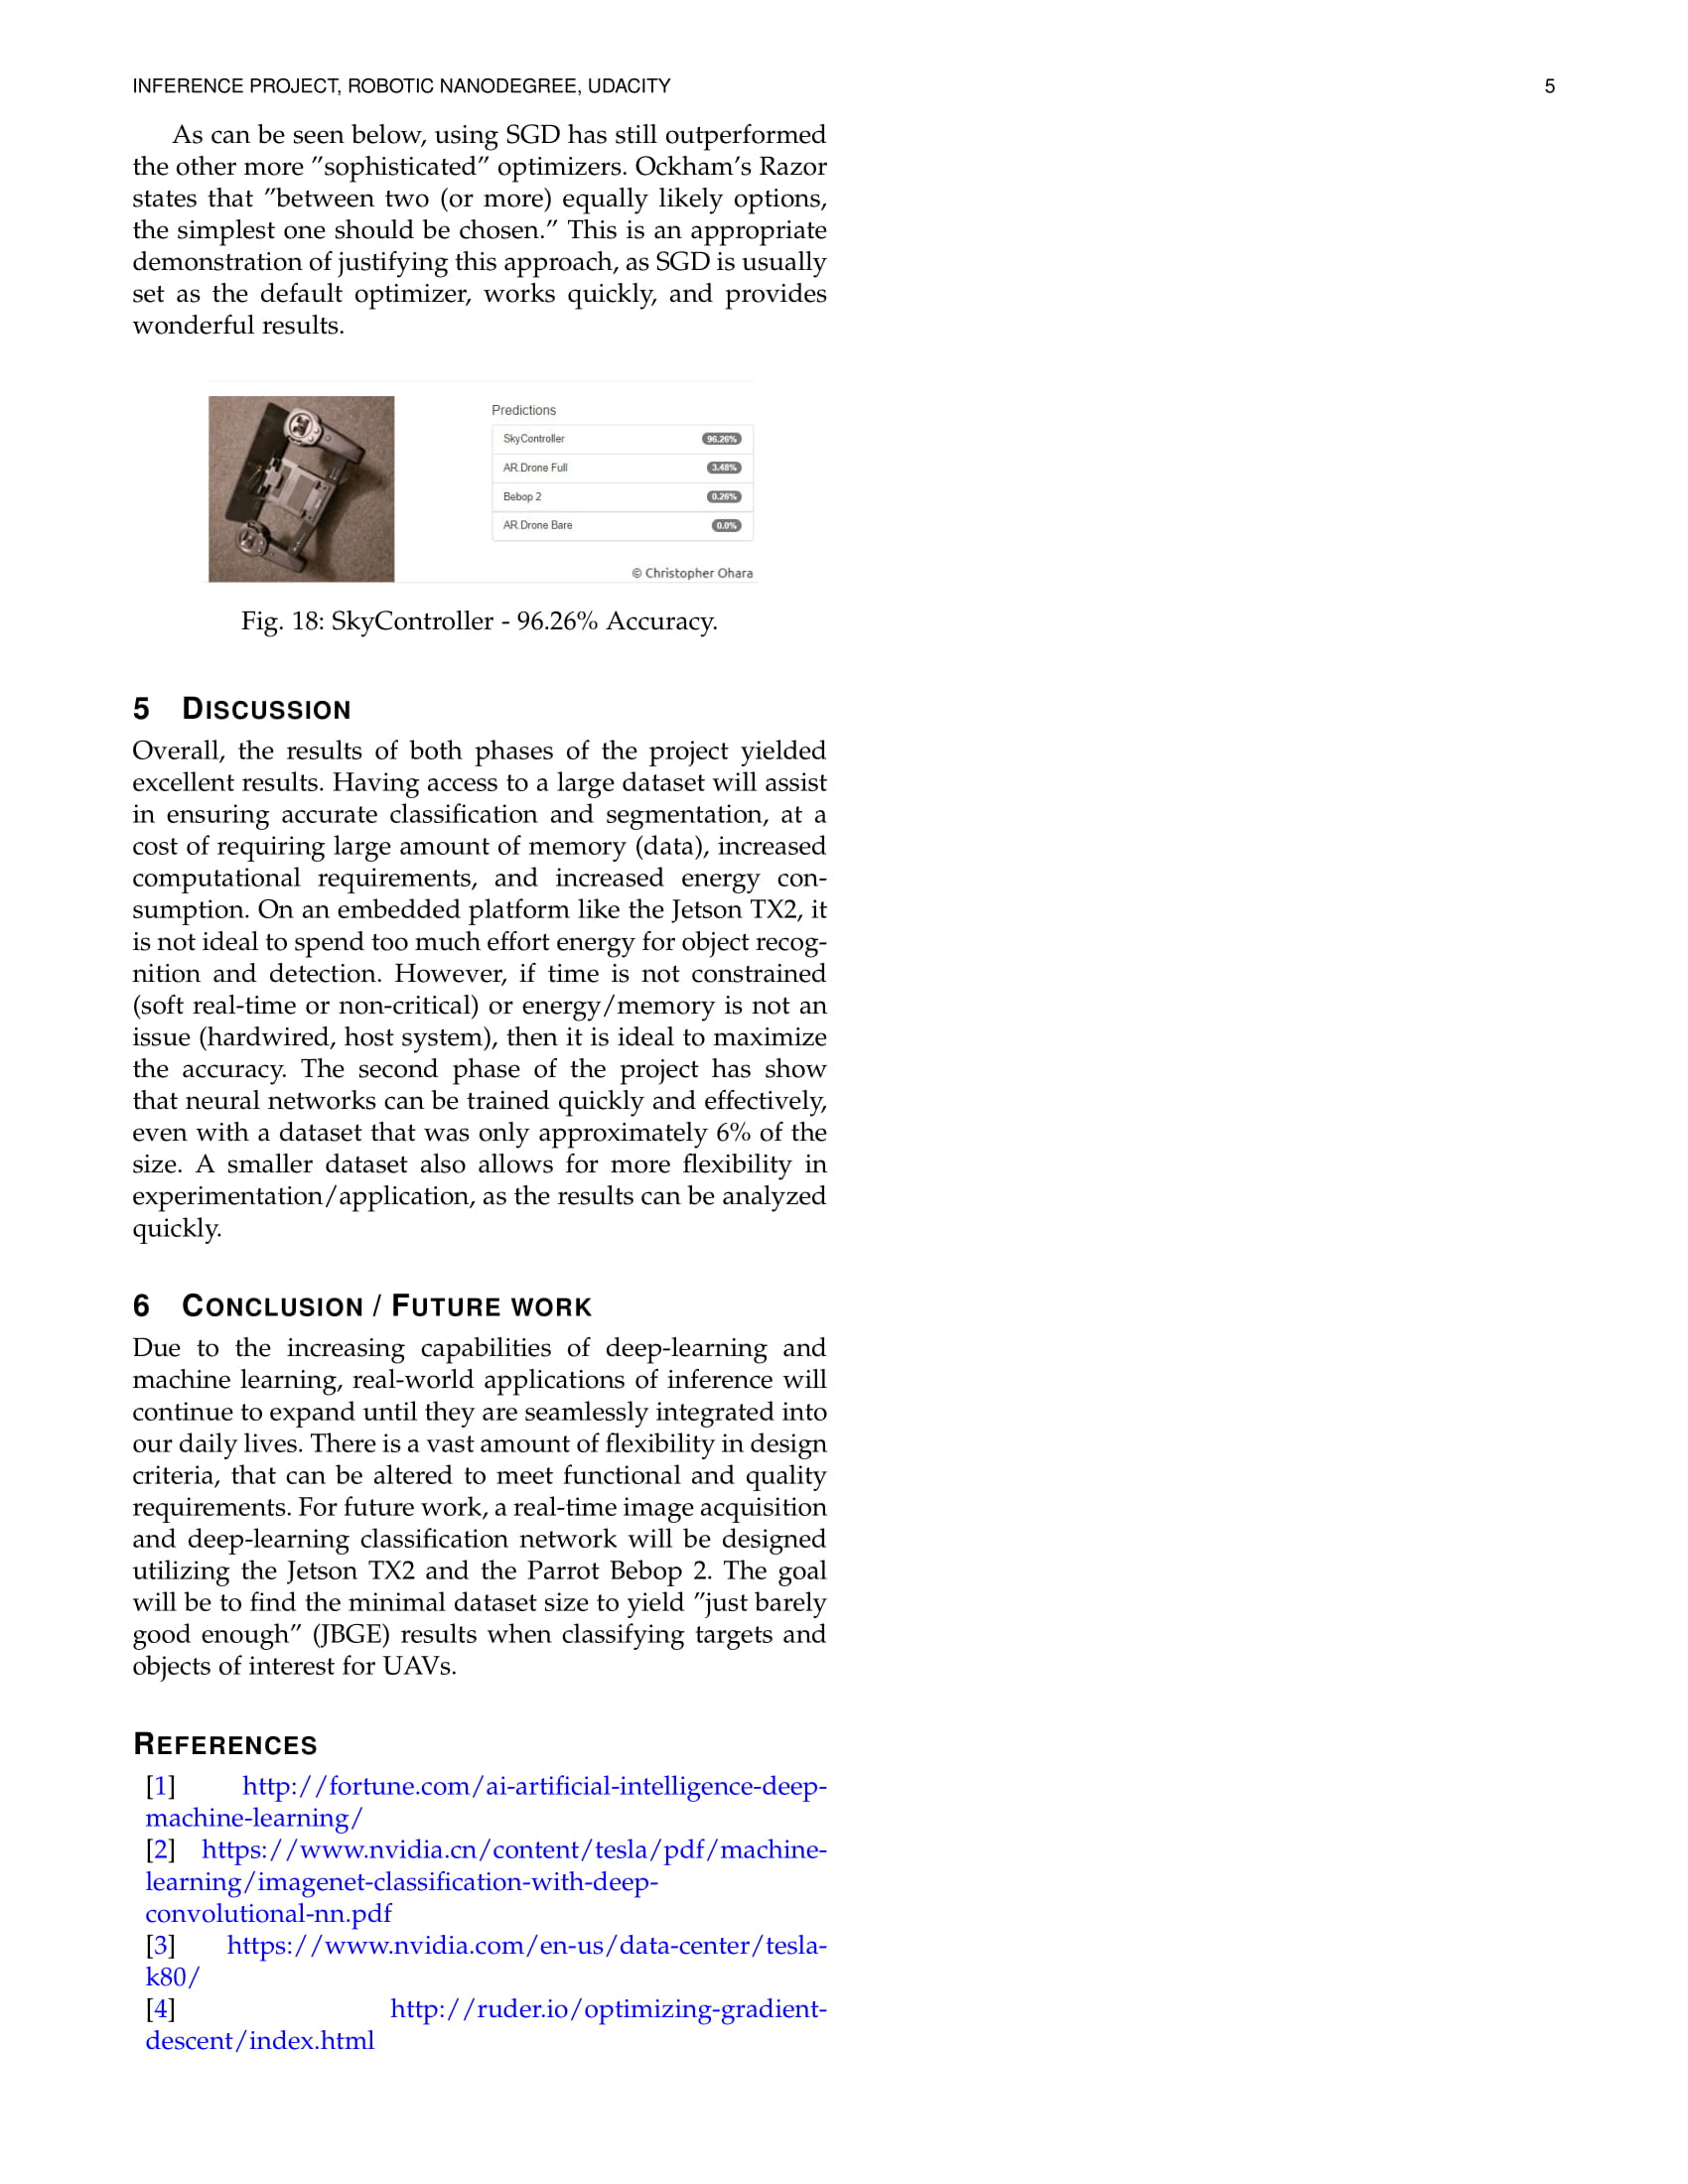 INFERENCE PROJECT, ROBOTIC NANODEGREE, UDACITY 5
As can be seen below, using SGD has still outperformed
the other more ”sophisticated” optimizers. Ockham’s Razor
states that ”between two (or more) equally likely options,
the simplest one should be chosen.” This is an appropriate
demonstration of justifying this approach, as SGD is usually
set as the default optimizer, works quickly, and provides
wonderful results.
Predictions
SkyController 96.26%
AR.Drone Full 3.48%
Bebop 2 0.26%
AR.Drone Bare 0.0%
© Christopher Ohara
Fig. 18: SkyController - 96.26% Accuracy.
5 DISCUSSION
Overall, the results of both phases of the project yielded
excellent results. Having access to a large dataset will assist
in ensuring accurate classification and segmentation, at a
cost of requiring large amount of memory (data), increased
computational requirements, and increased energy con-
sumption. On an embedded platform like the Jetson TX2, it
is not ideal to spend too much effort energy for object recog-
nition and detection. However, if time is not constrained
(soft real-time or non-critical) or energy/memory is not an
issue (hardwired, host system), then it is ideal to maximize
the accuracy. The second phase of the project has show
that neural networks can be trained quickly and effectively,
even with a dataset that was only approximately 6% of the
size. A smaller dataset also allows for more flexibility in
experimentation/application, as the results can be analyzed
quickly.
6 CONCLUSION / FUTURE WORK
Due to the increasing capabilities of deep-learning and
machine learning, real-world applications of inference will
continue to expand until they are seamlessly integrated into
our daily lives. There is a vast amount of flexibility in design
criteria, that can be altered to meet functional and quality
requirements. For future work, a real-time image acquisition
and deep-learning classification network will be designed
utilizing the Jetson TX2 and the Parrot Bebop 2. The goal
will be to find the minimal dataset size to yield ”just barely
good enough” (JBGE) results when classifying targets and
objects of interest for UAVs.
REFERENCES
[1] http://fortune.com/ai-artificial-intelligence-deep-
machine-learning/
[2] https://www.nvidia.cn/content/tesla/pdf/machine-
learning/imagenet-classification-with-deep-
convolutional-nn.pdf
[3] https://www.nvidia.com/en-us/data-center/tesla-
k80/
[4] http://ruder.io/optimizing-gradient-
descent/index.html